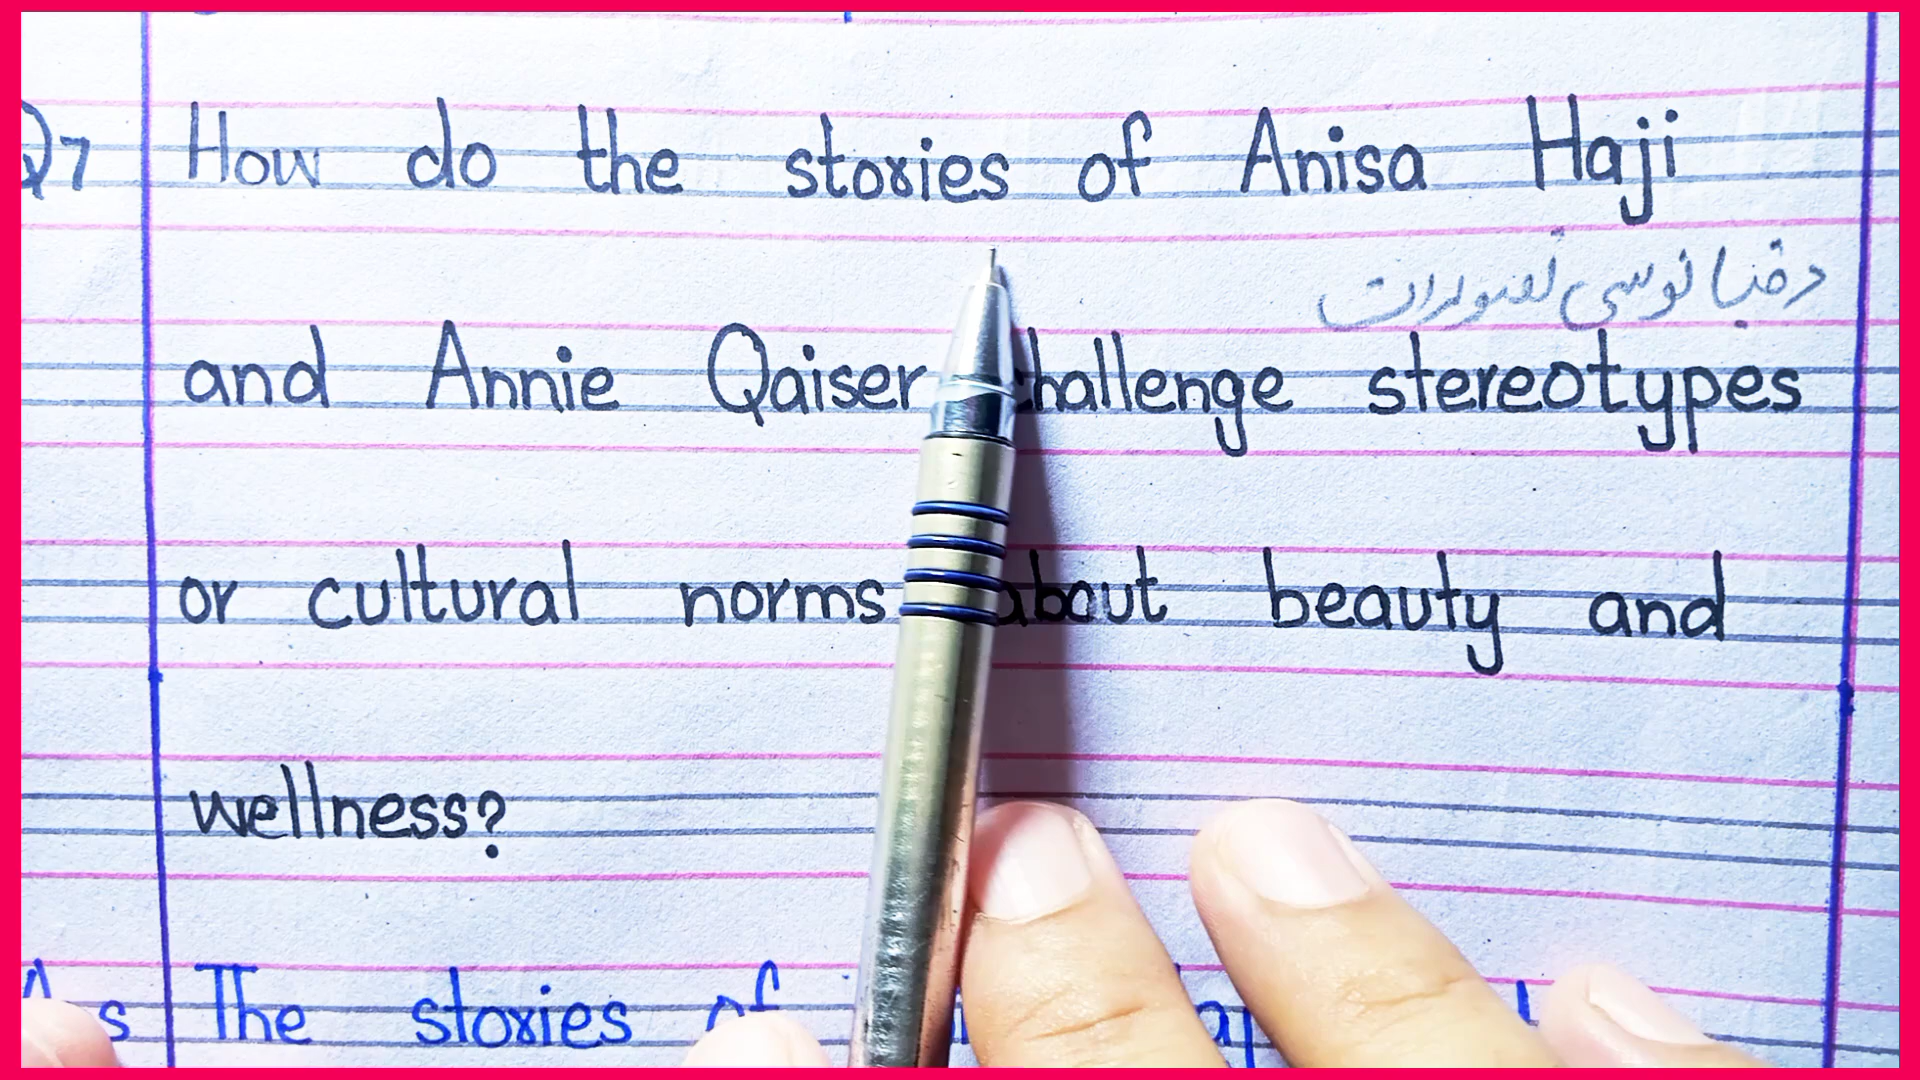 Q7 How do the stories of Anisa Haji
دقیانوسی تصورات
and Annie Qaiser challenge stereotypes
or cultural norms about beauty and
wellness?
The stories of